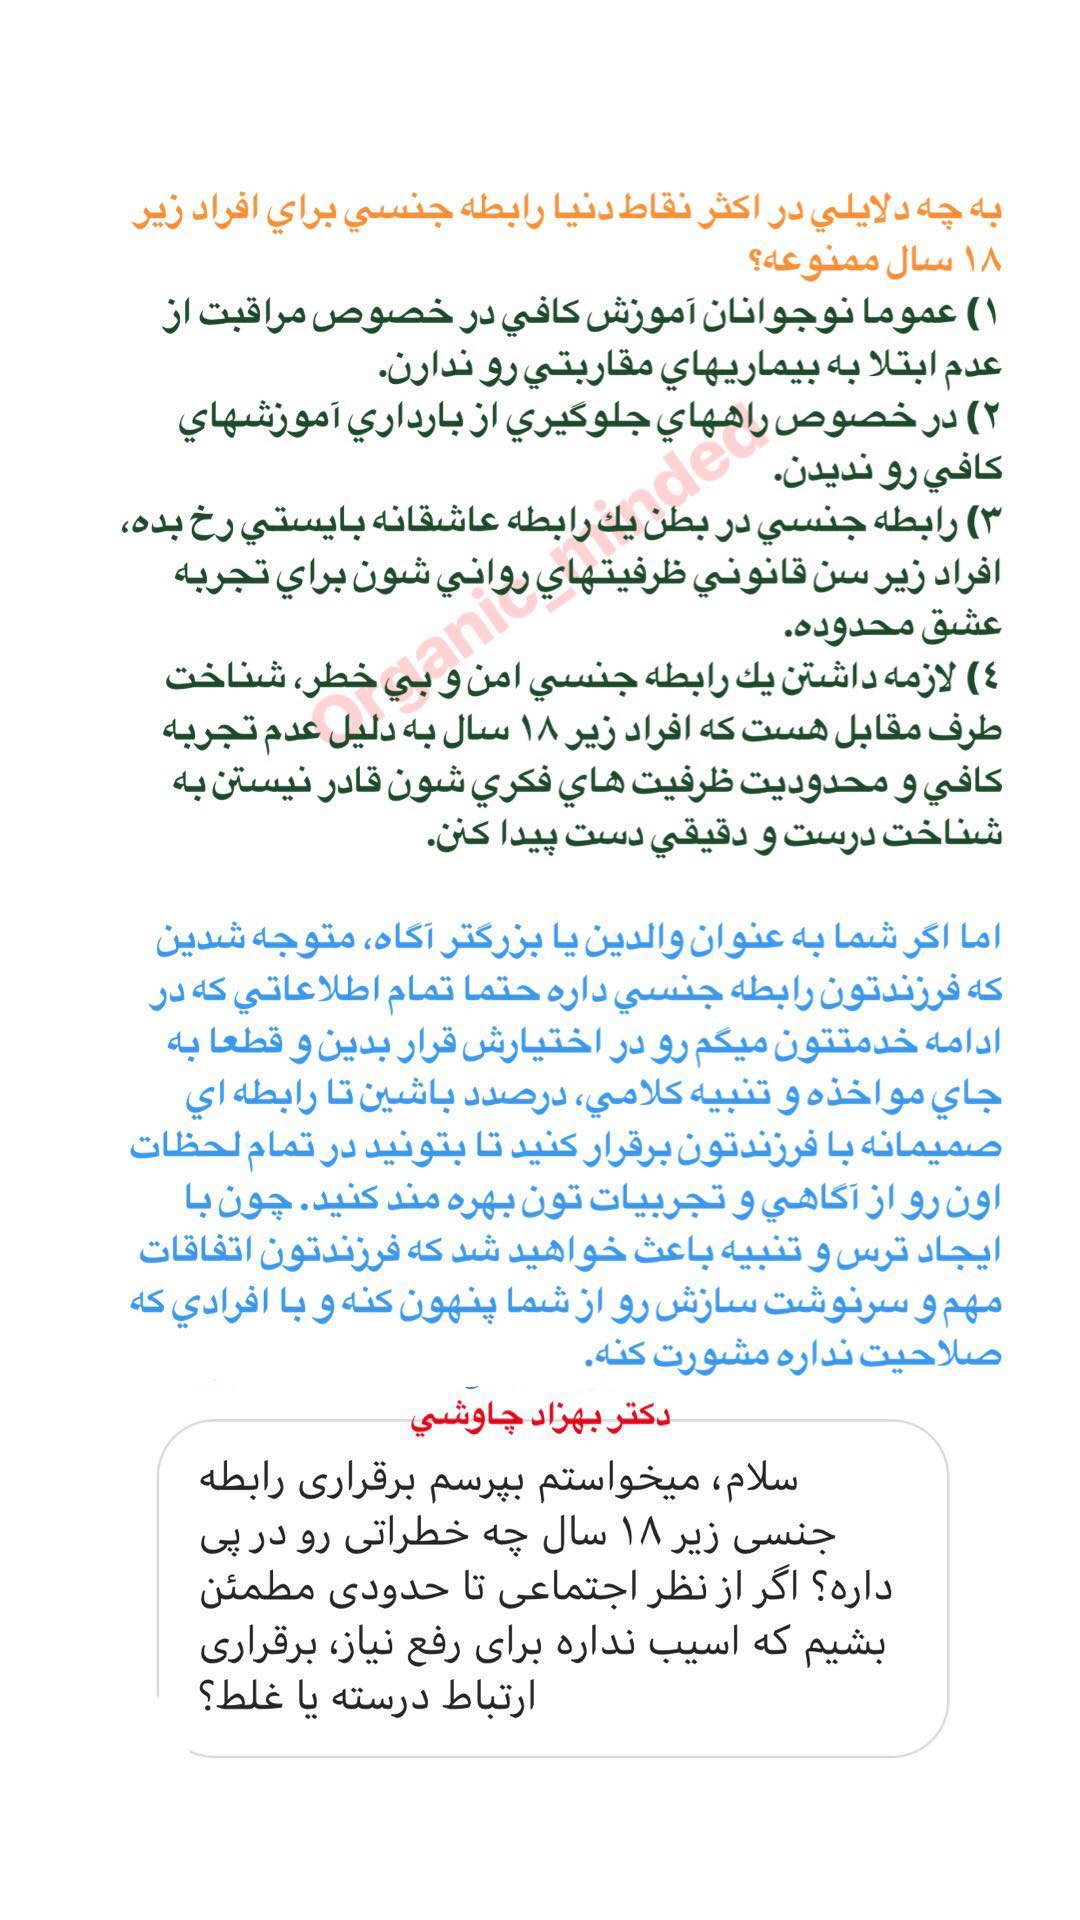 به چه دلايلي در اكثر نقاط دنيا رابطه جنسي براي افراد زير
١٨ سال ممنوعه؟
١) عموما نوجوانان آموزش كافي در خصوص مراقبت از
عدم ابتلا به بيماريهاي مقاربتي رو ندارن.
٢) در خصوص راههاي جلوگيري از بارداري آموزشهاي
كافي رو نديدن.
٣) رابطه جنسي در بطن يك رابطه عاشقانه بايستي رخ بده،
افراد زير سن قانوني ظرفيتهاي رواني شون براي تجربه
عشق محدوده.
٤) لازمه داشتن يك رابطه جنسي امن و بي خطر، شناخت
طرف مقابل هست كه افراد زير ١٨ سال به دليل عدم تجربه
كافي و محدوديت ظرفيت هاي فكري شون قادر نيستن به
شناخت درست و دقيقي دست پيدا كنن.
Organic_minded
اما اگر شما به عنوان والدين يا بزرگتر آگاه، متوجه شدين
كه فرزندتون رابطه جنسي داره حتما تمام اطلاعاتي كه در
ادامه خدمتتون ميگم رو در اختيارش قرار بدين و قطعا به
جاي مواخذه و تنبيه كلامي، درصدد باشين تا رابطه اي
صميمانه با فرزندتون برقرار كنيد تا بتونيد در تمام لحظات
اون رو از آگاهي و تجربيات تون بهره مند كنيد. چون با
ايجاد ترس و تنبيه باعث خواهيد شد كه فرزندتون اتفاقات
مهم و سرنوشت سازش رو از شما پنهون كنه و با افرادي كه
صلاحيت نداره مشورت كنه.
دكتر بهزاد چاوشي
سلام، میخواستم بپرسم برقراری رابطه
جنسی زیر ۱۸ سال چه خطراتی رو در پی
داره؟ اگر از نظر اجتماعی تا حدودی مطمئن
بشیم که اسیب نداره برای رفع نیاز، برقراری
ارتباط درسته یا غلط؟